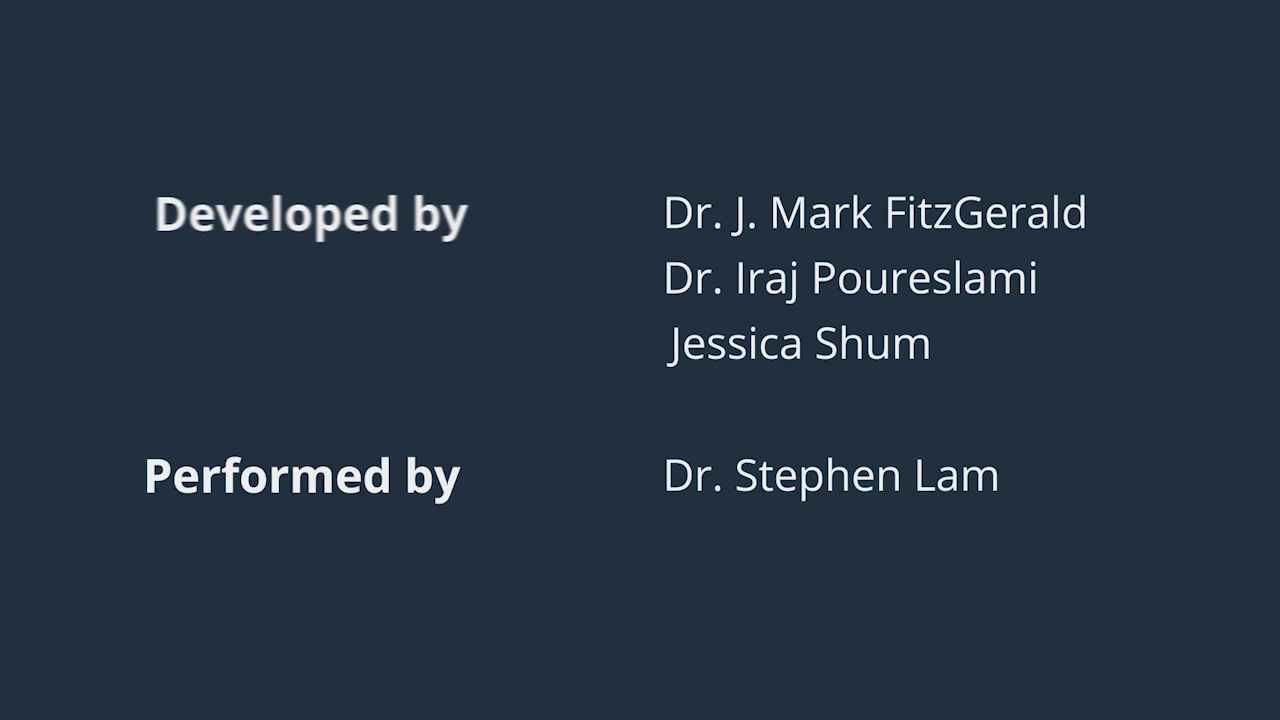 Developed by Dr. J. Mark FitzGerald
Dr. Iraj Poureslami
Jessica Shum
Performed by Dr. Stephen Lam